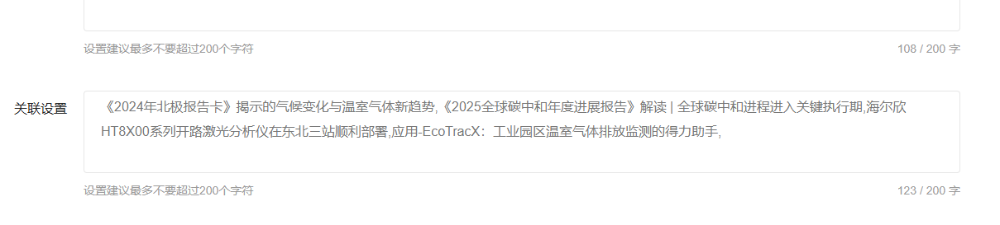 设置建议最多不要超过200个字符 108 / 200 字
关联设置
《2024年北极报告卡》揭示的气候变化与温室气体新趋势,《2025全球碳中和年度进展报告》解读 | 全球碳中和进程进入关键执行期,海尔欣
HT8X00系列开路激光分析仪在东北三站顺利部署,应用-EcoTracX：工业园区温室气体排放监测的得力助手,
设置建议最多不要超过200个字符 123 / 200 字